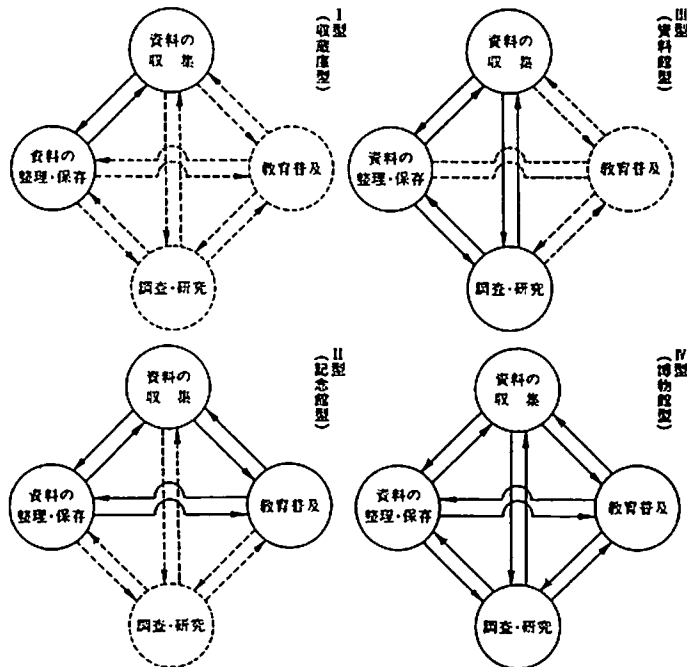 I型
(収蔵庫型)
資料の
収集
資料の
整理・保存
教育普及
調査・研究
III型
(資料館型)
資料の
収集
資料の
整理・保存
教育普及
調査・研究
II型
(記念館型)
資料の
収集
資料の
整理・保存
教育普及
調査・研究
IV型
(博物館型)
資料の
収集
資料の
整理・保存
教育普及
調査・研究